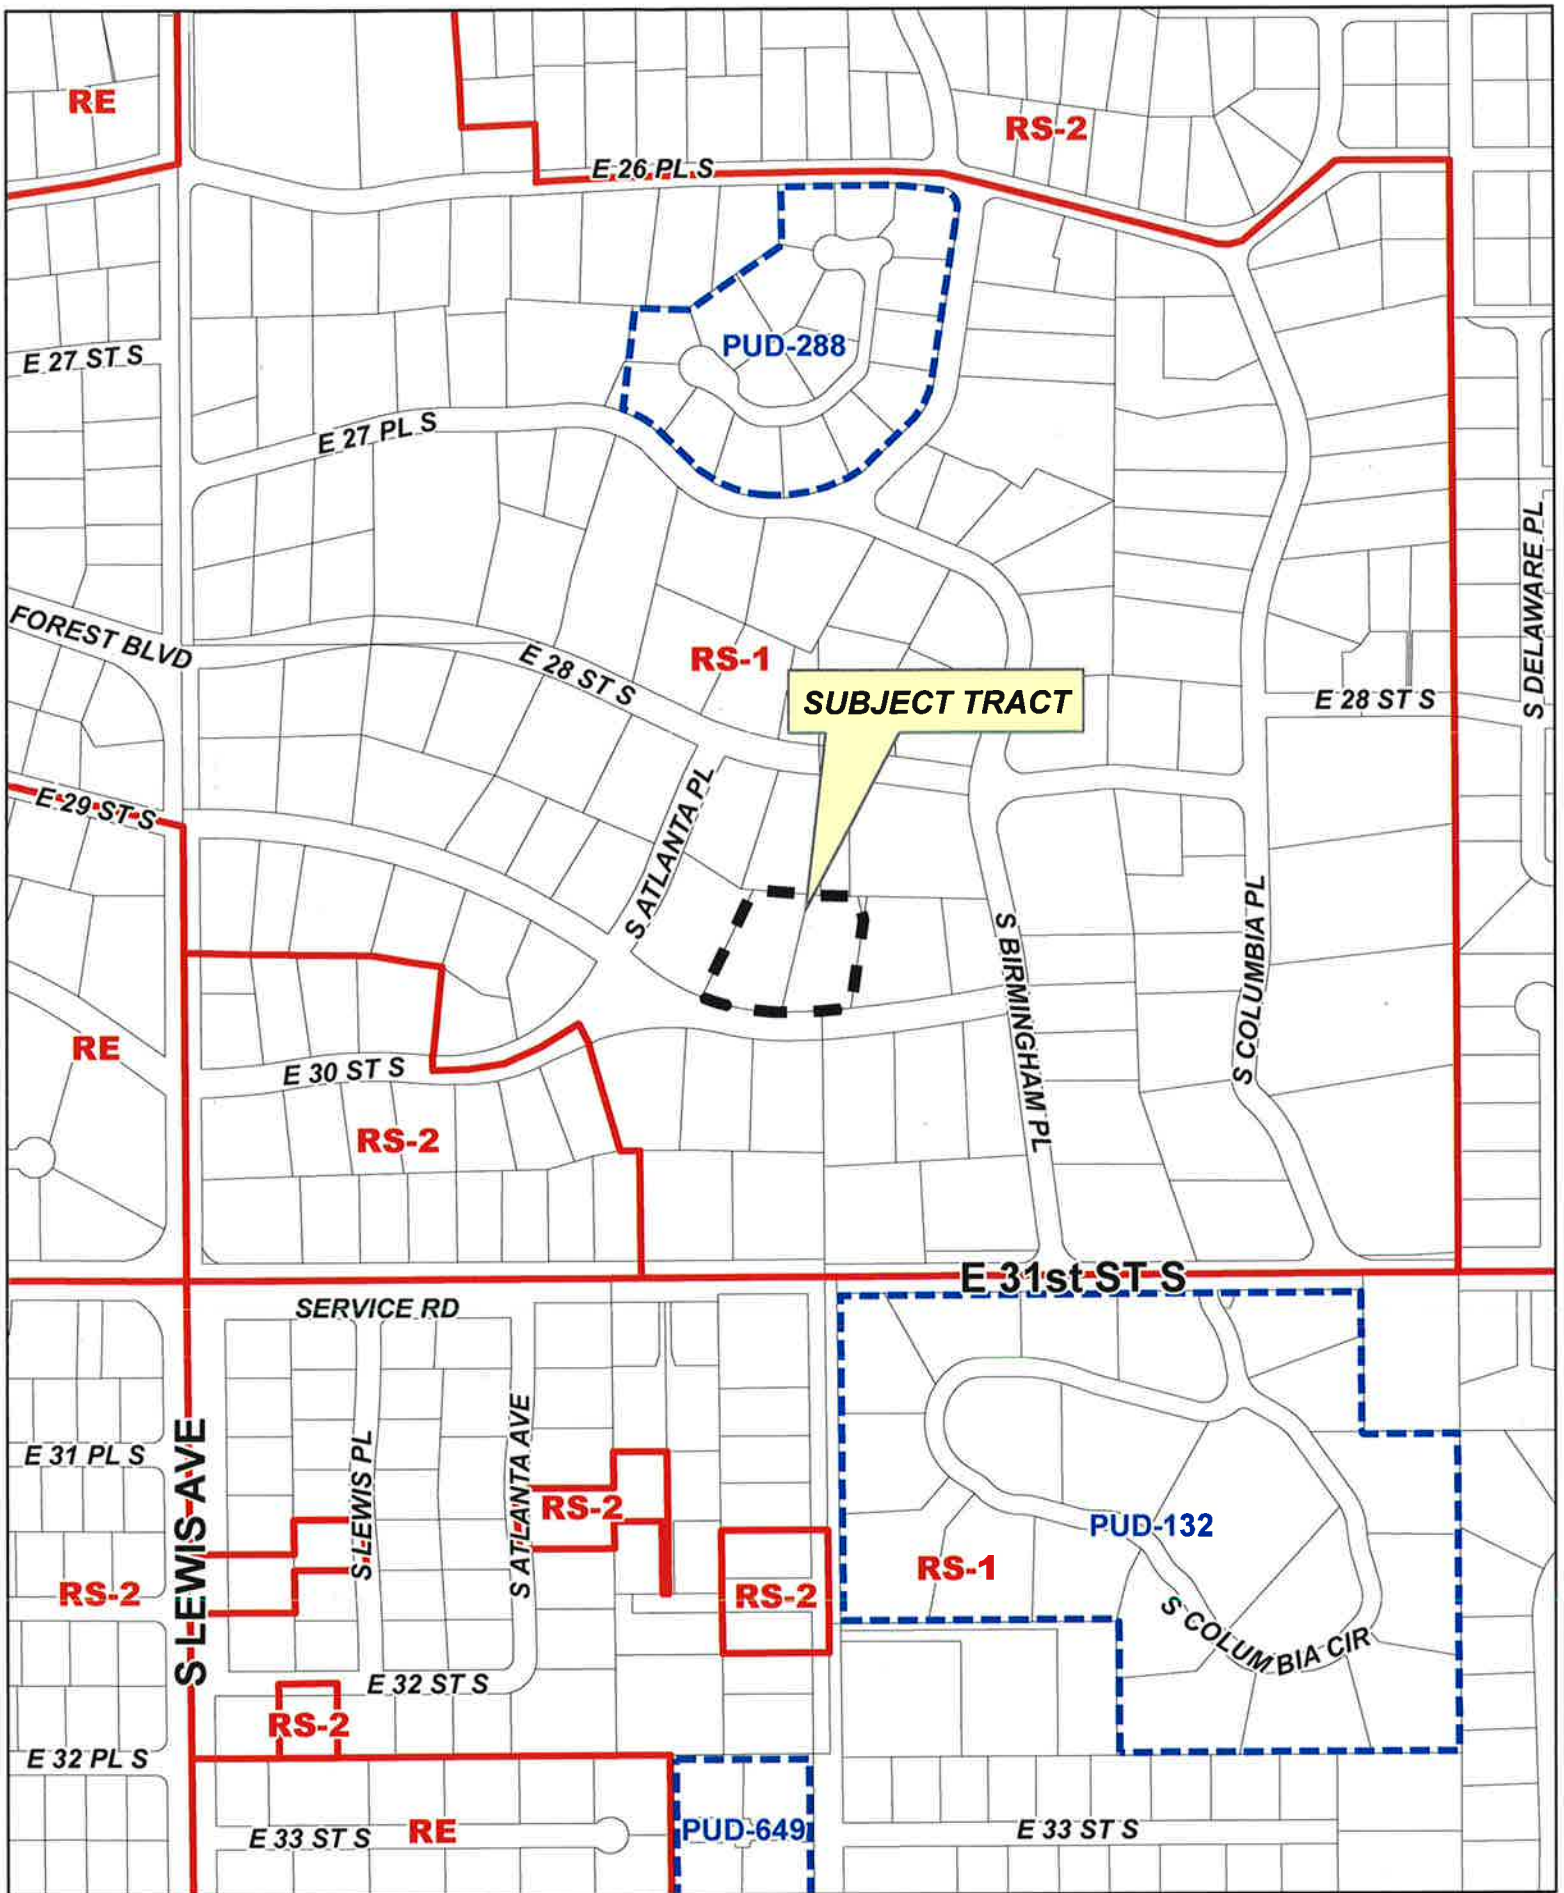 RE
RS-2
E 26 PL S
PUD-288
E 27 ST S
E 27 PL S
S DELAWARE PL
FOREST BLVD
E 28 ST S
RS-1
SUBJECT TRACT
E 28 ST S
E 29 ST S
S ATLANTA PL
S BIRMINGHAM PL
S COLUMBIA PL
RE
E 30 ST S
RS-2
E 31st ST S
SERVICE RD
E 31 PL S
S LEWIS AVE
S LEWIS PL
S ATLANTA AVE
RS-2
PUD-132
RS-1
RS-2
RS-2
S COLUMBIA CIR
E 32 ST S
RS-2
E 32 PL S
E 33 ST S
RE
PUD-649
E 33 ST S